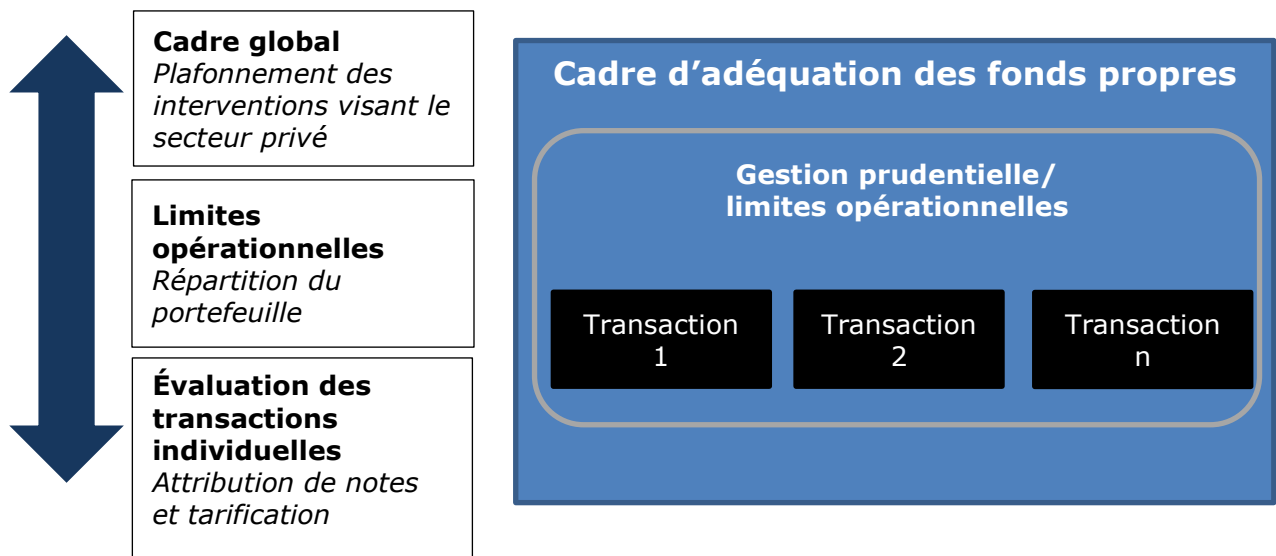 Cadre global
Plafonnement des
interventions visant le
secteur privé
Limites
opérationnelles
Répartition du
portefeuille
Évaluation des
transactions
individuelles
Attribution de notes
et tarification
Cadre d’adéquation des fonds propres
Gestion prudentielle/
limites opérationnelles
Transaction
1
Transaction
2
Transaction
n